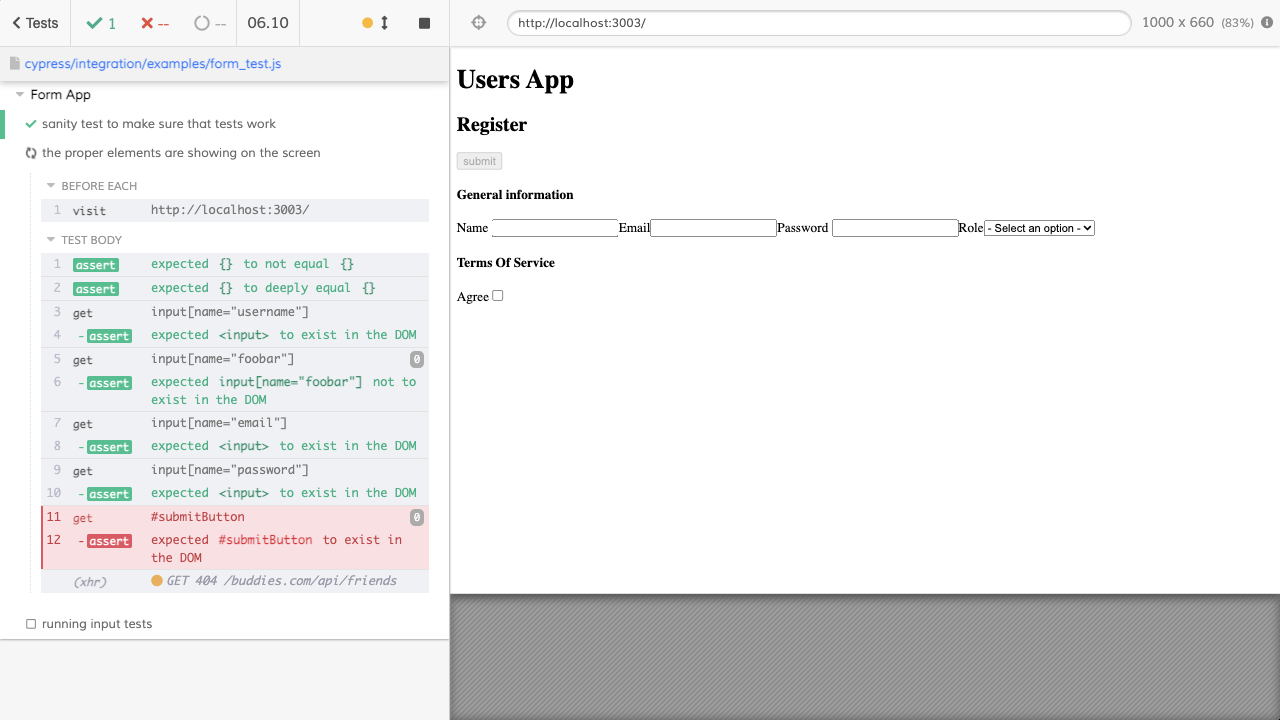 Tests 1 -- -- 06.10
cypress/integration/examples/form_test.js
Form App
sanity test to make sure that tests work
the proper elements are showing on the screen
BEFORE EACH
1 visit http://localhost:3003/
TEST BODY
1 assert expected {} to not equal {}
2 assert expected {} to deeply equal {}
3 get input[name="username"]
4 -assert expected <input> to exist in the DOM
5 get input[name="foobar"] 0
6 -assert expected input[name="foobar"] not to
exist in the DOM
7 get input[name="email"]
8 -assert expected <input> to exist in the DOM
9 get input[name="password"]
10 -assert expected <input> to exist in the DOM
11 get #submitButton 0
12 -assert expected #submitButton to exist in
the DOM
(xhr) GET 404 /buddies.com/api/friends
running input tests
http://localhost:3003/ 1000 x 660 (83%)
Users App
Register
submit
General information
Name Email Password Role - Select an option -
Terms Of Service
Agree